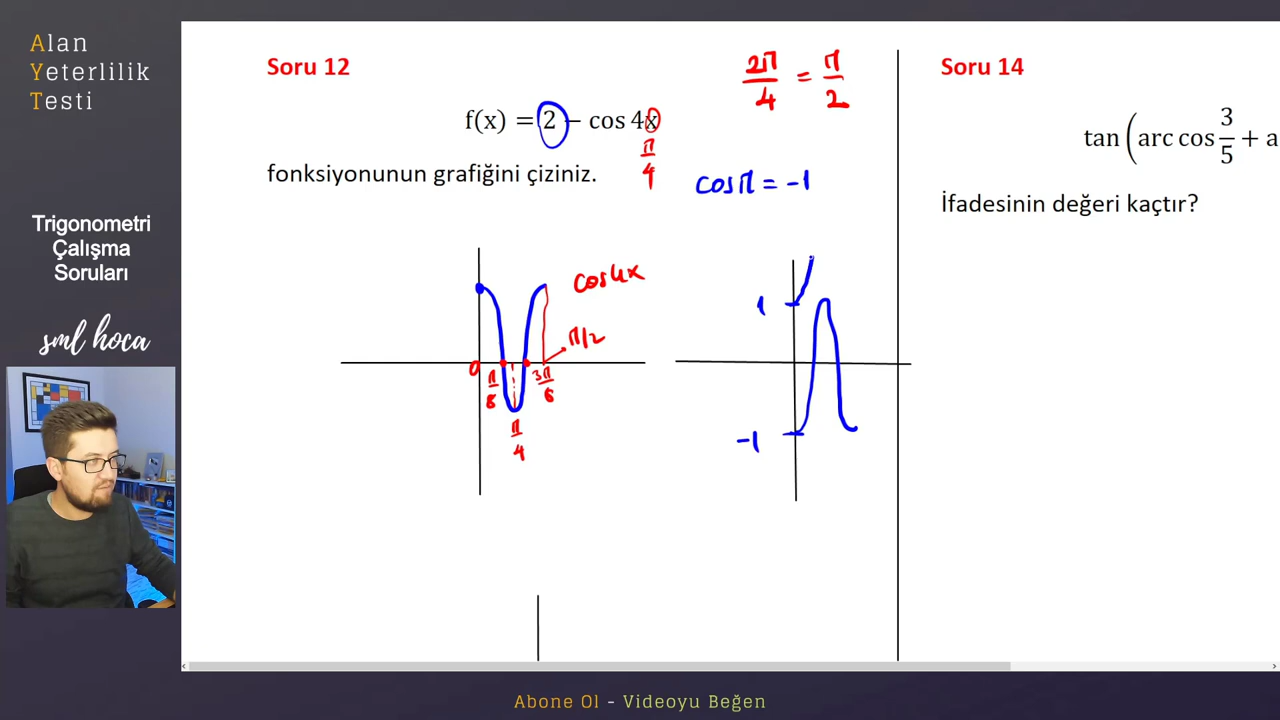 Alan
Yeterlilik
Testi
Trigonometri
Çalışma
Soruları
sml hoca
Soru 12
f(x) = 2 − cos 4x
π/4
fonksiyonunun grafiğini çiziniz.
2π/4 = π/2
cosπ = -1
cos4x
π/2
0
π/8
3π/8
π/4
1
-1
Soru 14
tan (arc cos 3/5 + a
İfadesinin değeri kaçtır?
Abone Ol - Videoyu Beğen